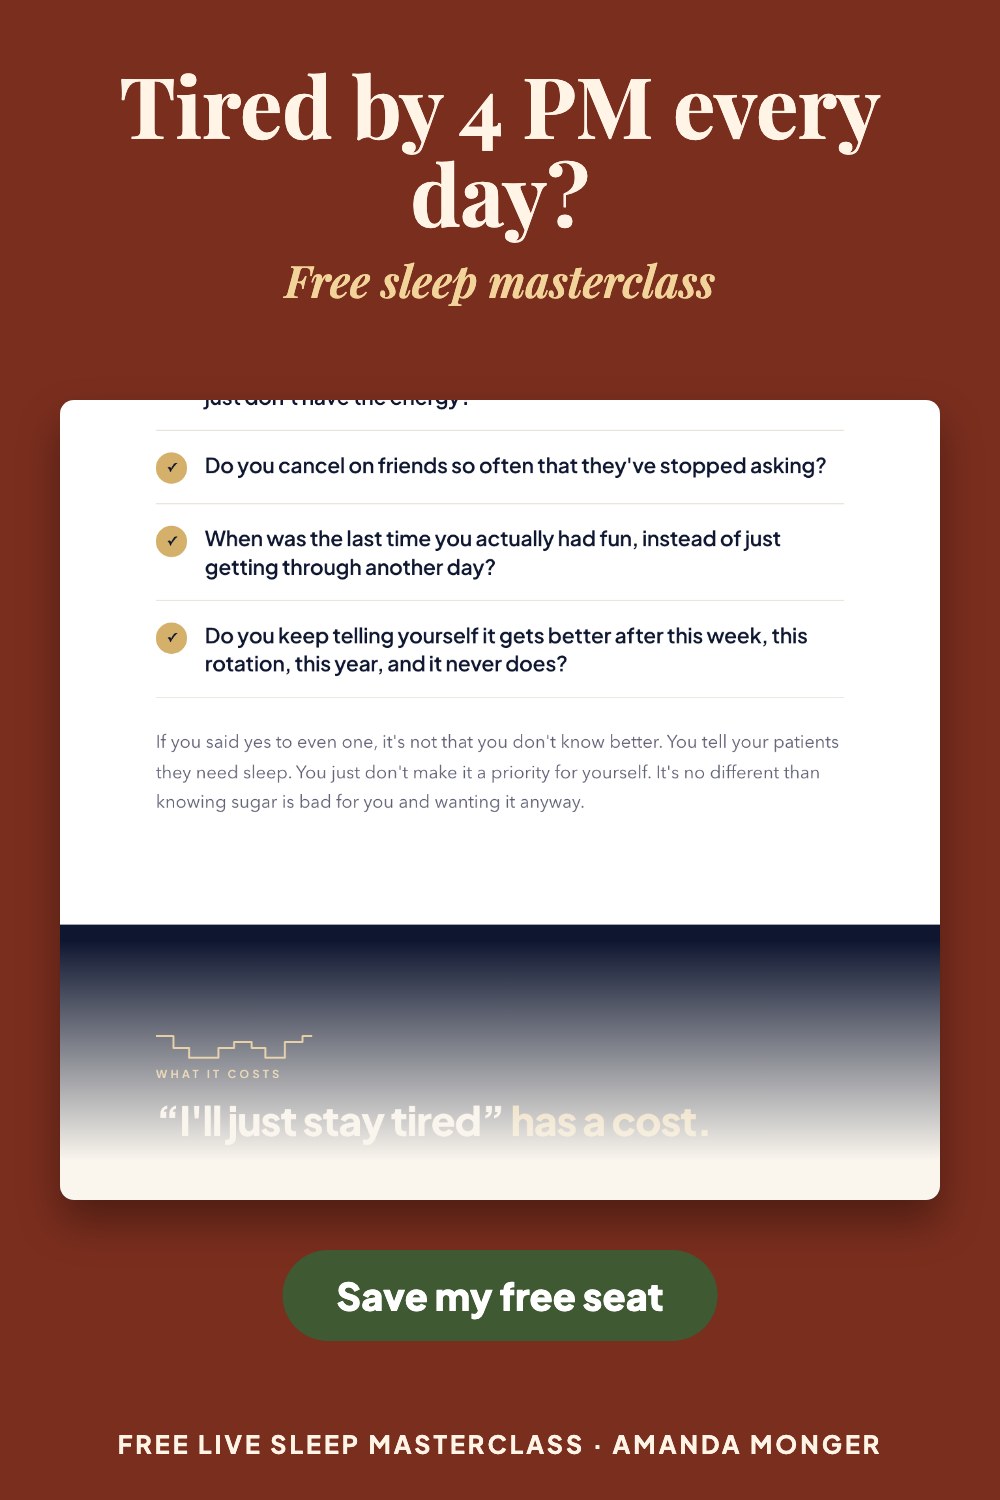 Tired by 4 PM every
day?
Free sleep masterclass
just don't have the energy?
Do you cancel on friends so often that they've stopped asking?
When was the last time you actually had fun, instead of just
getting through another day?
Do you keep telling yourself it gets better after this week, this
rotation, this year, and it never does?
If you said yes to even one, it's not that you don't know better. You tell your patients
they need sleep. You just don't make it a priority for yourself. It's no different than
knowing sugar is bad for you and wanting it anyway.
WHAT IT COSTS
“I'll just stay tired” has a cost.
Save my free seat
FREE LIVE SLEEP MASTERCLASS · AMANDA MONGER